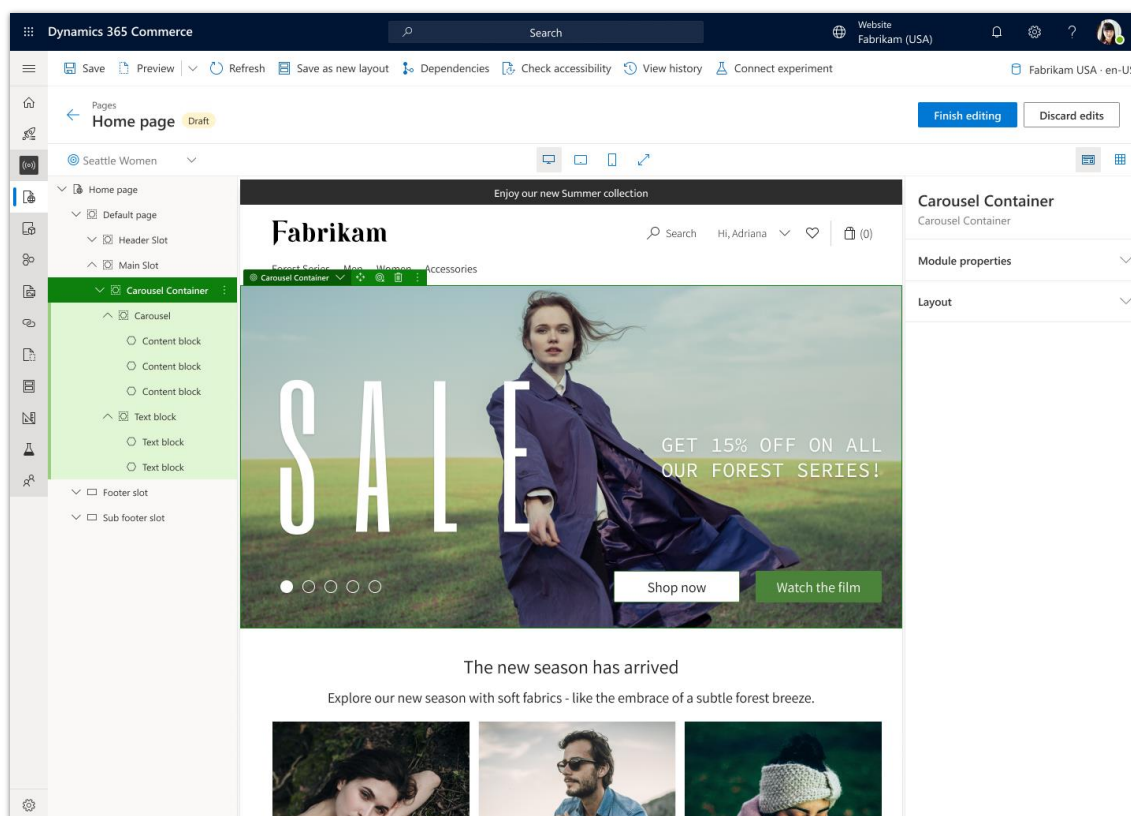 Dynamics 365 Commerce
Search
Website
Fabrikam (USA)
?
Save
Preview
Refresh
Save as new layout
Dependencies
Check accessibility
View history
Connect experiment
Fabrikam USA · en-US
Pages
Home page
Draft
Finish editing
Discard edits
Seattle Women
Home page
Default page
Header Slot
Main Slot
Carousel Container
Carousel
Content block
Content block
Content block
Text block
Text block
Text block
Footer slot
Sub footer slot
Enjoy our new Summer collection
Fabrikam
Search
Hi, Adriana
(0)
Forest Series Men Women Accessories
Carousel Container
SALE
GET 15% OFF ON ALL
OUR FOREST SERIES!
Shop now
Watch the film
The new season has arrived
Explore our new season with soft fabrics - like the embrace of a subtle forest breeze.
Carousel Container
Carousel Container
Module properties
Layout